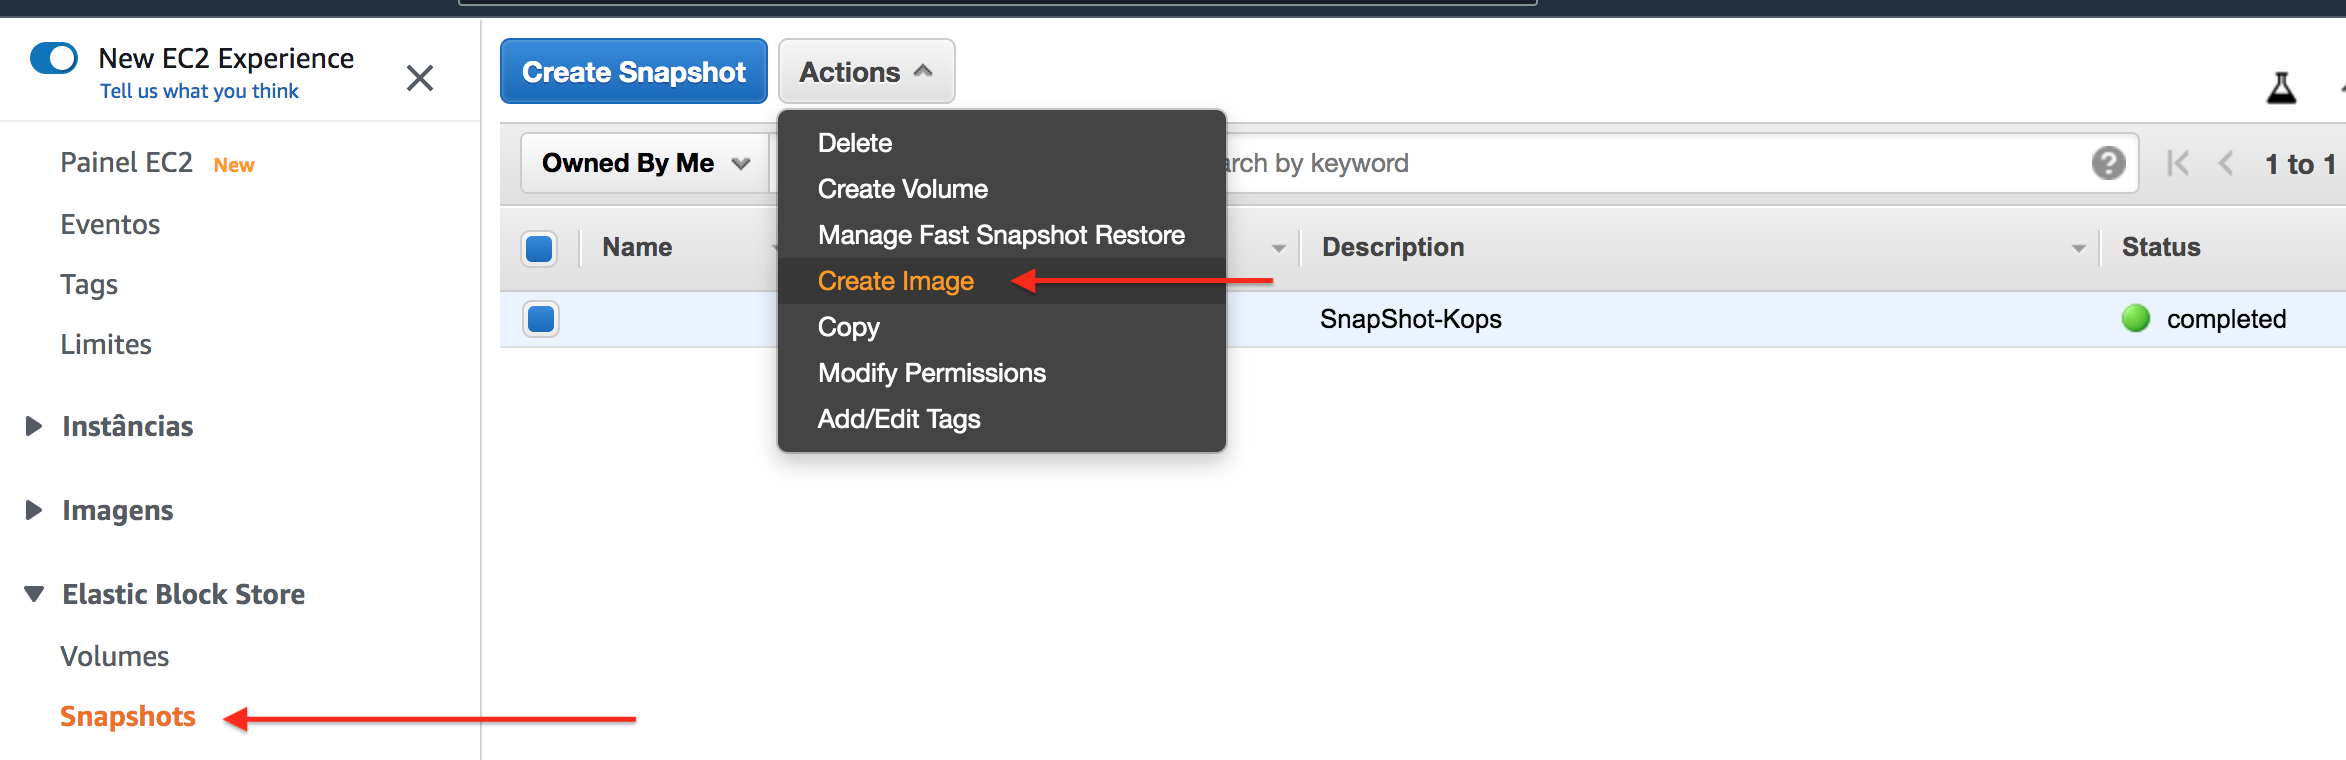 New EC2 Experience
Tell us what you think
Painel EC2 New
Eventos
Tags
Limites
Instâncias
Imagens
Elastic Block Store
Volumes
Snapshots
Create Snapshot Actions
Delete
Create Volume
Manage Fast Snapshot Restore
Create Image
Copy
Modify Permissions
Add/Edit Tags
Owned By Me by keyword ? 1 to 1
Name Description Status
SnapShot-Kops completed